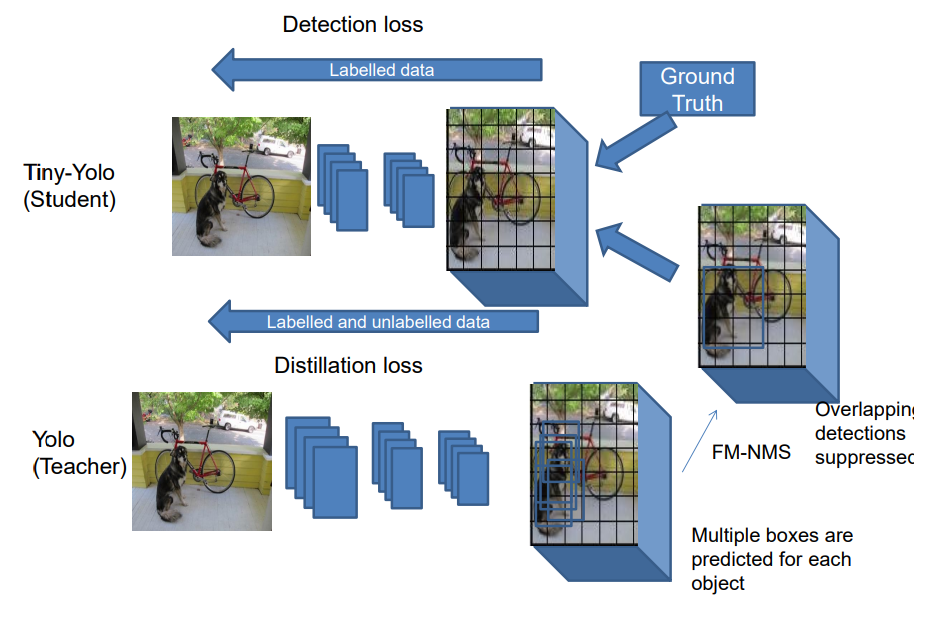 Detection loss
Labelled data
Ground
Truth
Tiny-Yolo
(Student)
Labelled and unlabelled data
Distillation loss
Yolo
(Teacher)
FM-NMS
Overlapping
detections
suppressed
Multiple boxes are
predicted for each
object